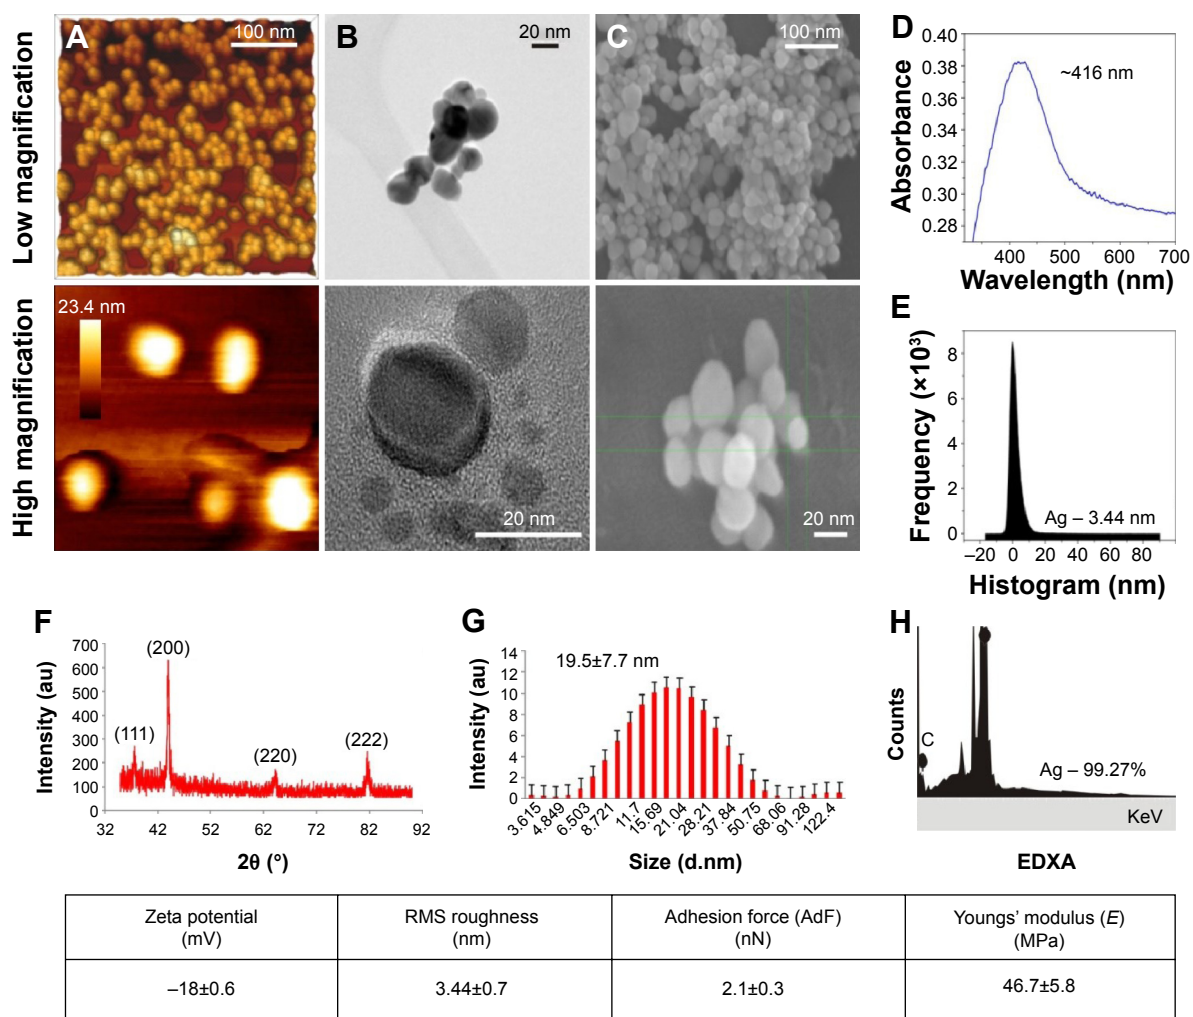 Low magnification
High magnification
A
100 nm
B
20 nm
C
100 nm
23.4 nm
20 nm
20 nm
D
0.40
0.38
0.36
0.34
0.32
0.30
0.28
Absorbance
~416 nm
400 500 600 700
Wavelength (nm)
E
8
6
4
2
0
Frequency (×10³)
Ag – 3.44 nm
–20 0 20 40 60 80
Histogram (nm)
F
700
600
500
400
300
200
100
0
Intensity (au)
(111)
(200)
(220)
(222)
32 42 52 62 72 82 92
2θ (°)
G
14
12
10
8
6
4
2
0
Intensity (au)
19.5±7.7 nm
3.615 4.849 6.503 8.721 11.7 15.69 21.04 28.21 37.84 50.75 68.06 91.28 122.4
Size (d.nm)
H
Counts
C
Ag – 99.27%
KeV
EDXA
Zeta potential
(mV)
RMS roughness
(nm)
Adhesion force (AdF)
(nN)
Youngs' modulus (E)
(MPa)
–18±0.6
3.44±0.7
2.1±0.3
46.7±5.8